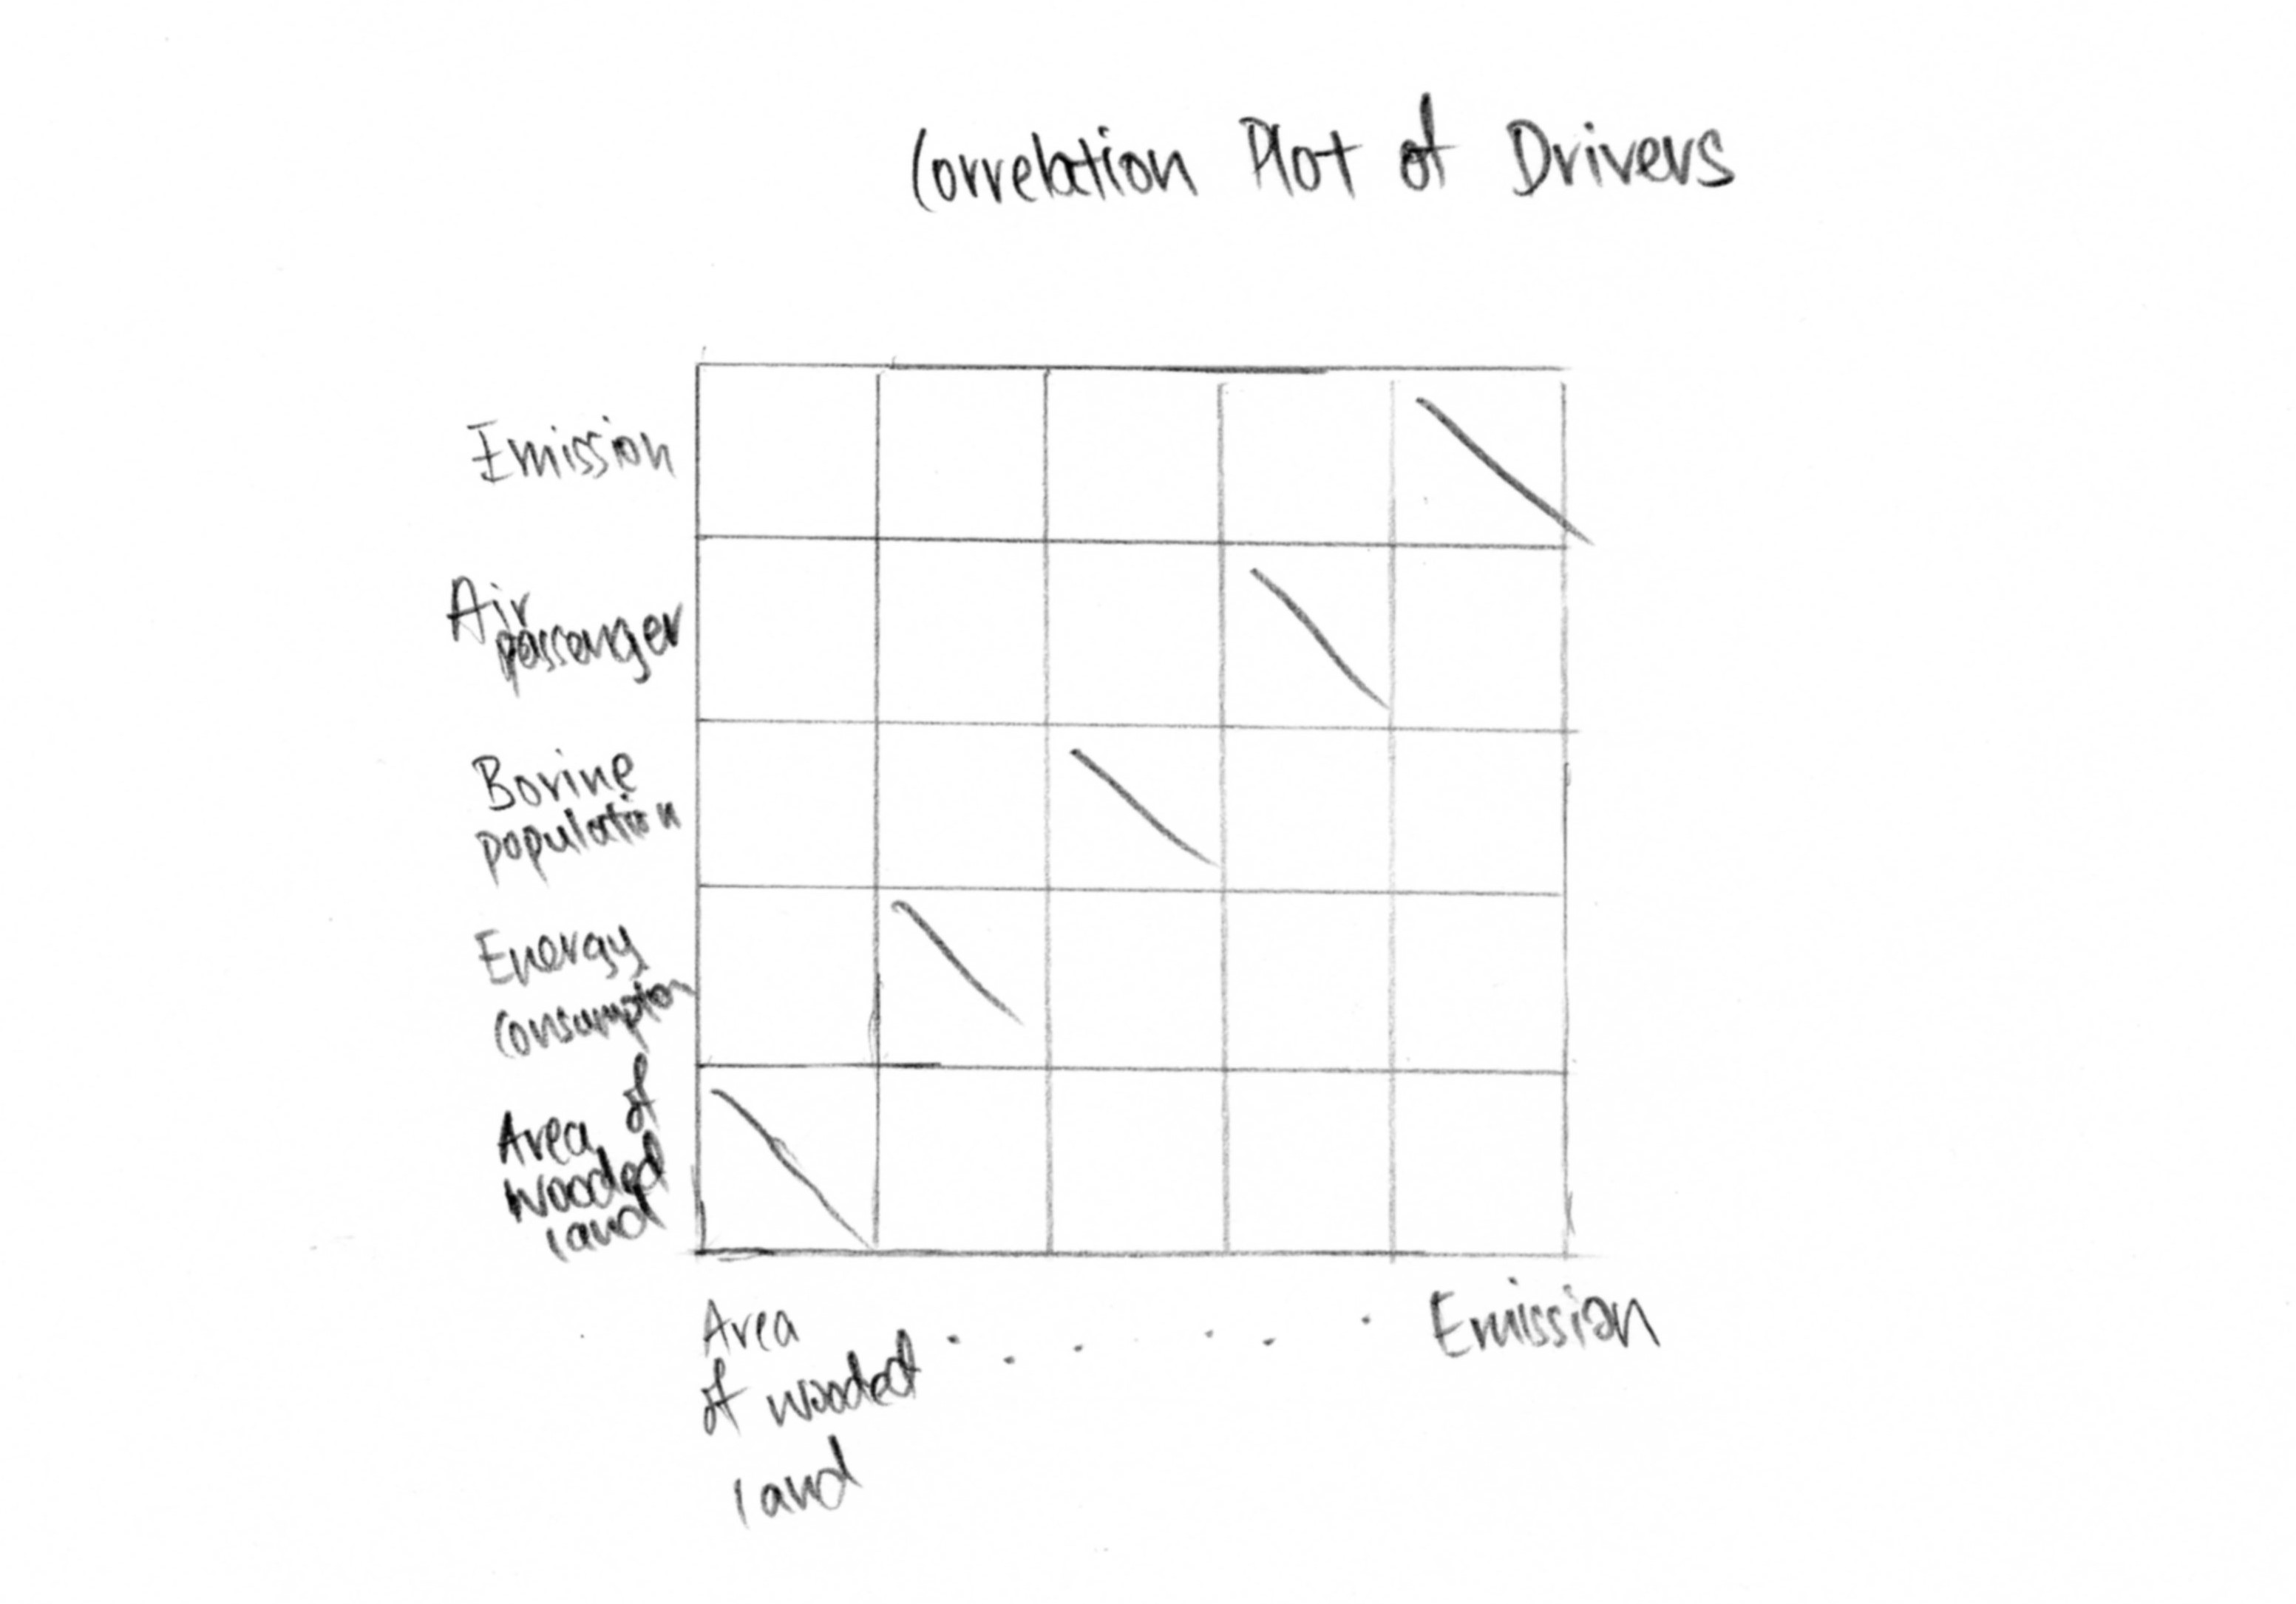 Correlation Plot of Drivers
Emission
Air
passenger
Bovine
population
Energy
consumption
Area of
wooded
land
Area
of wooded
land
Emission